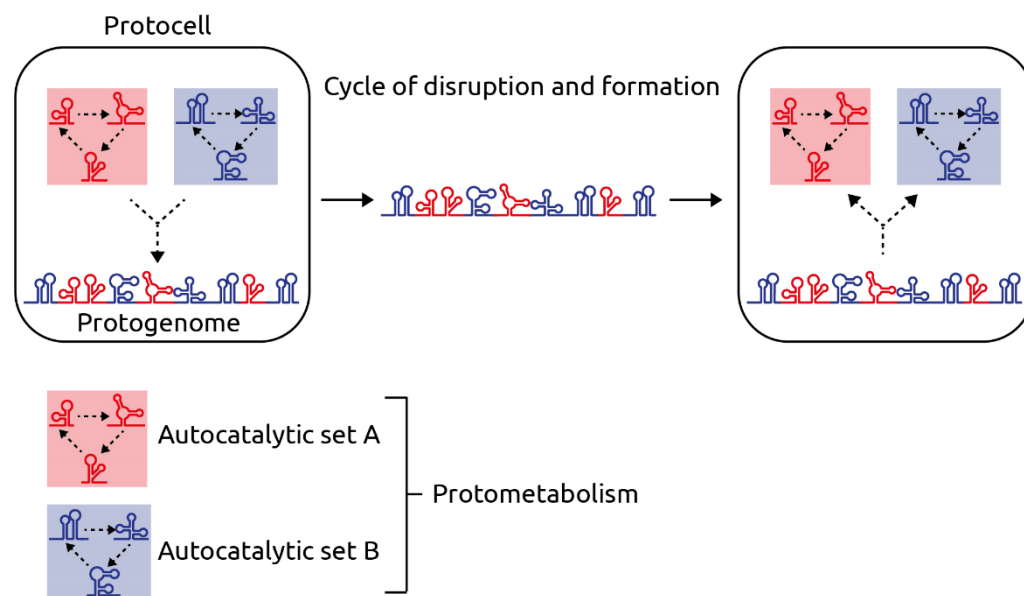 Protocell
Cycle of disruption and formation
Protogenome
Autocatalytic set A
Protometabolism
Autocatalytic set B